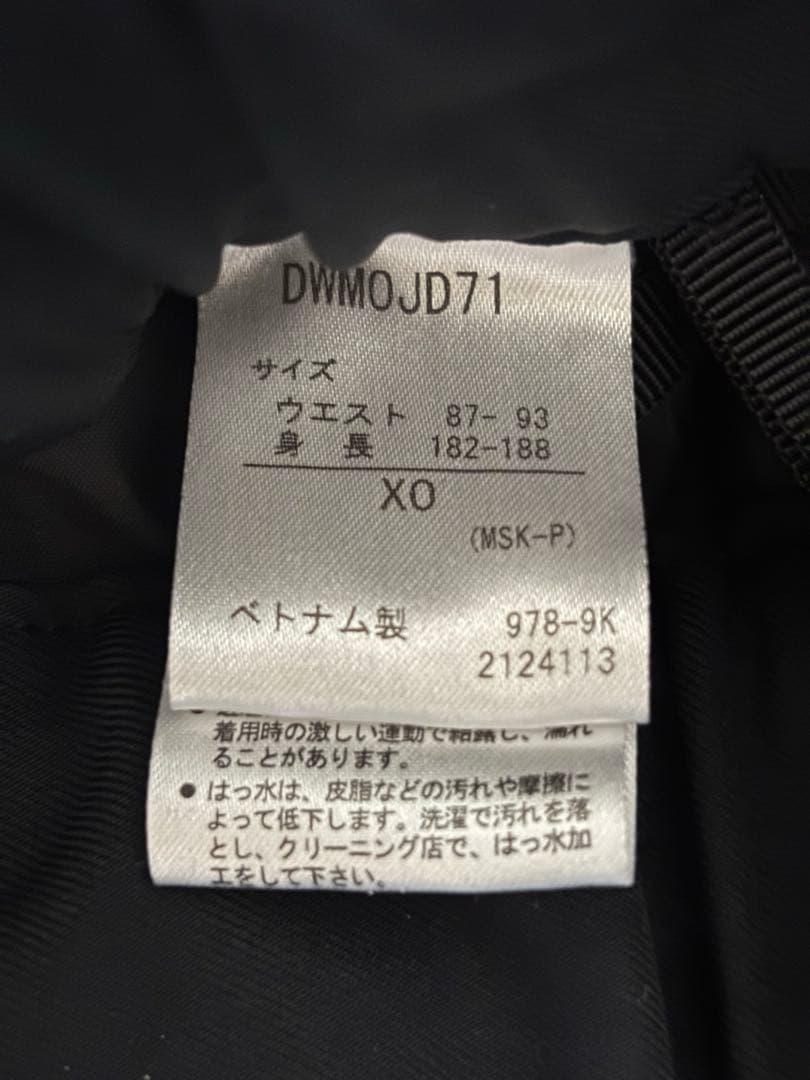 DWMOJD71
サイズ
ウエスト 87- 93
身 長 182-188
XO
(MSK-P)
ベトナム製 978-9K
2124113
着用時の激しい運動で結露し、濡れ
ることがあります。
● はっ水は、皮脂などの汚れや摩擦に
よって低下します。洗濯で汚れを落
とし、クリーニング店で、はっ水加
工をして下さい。